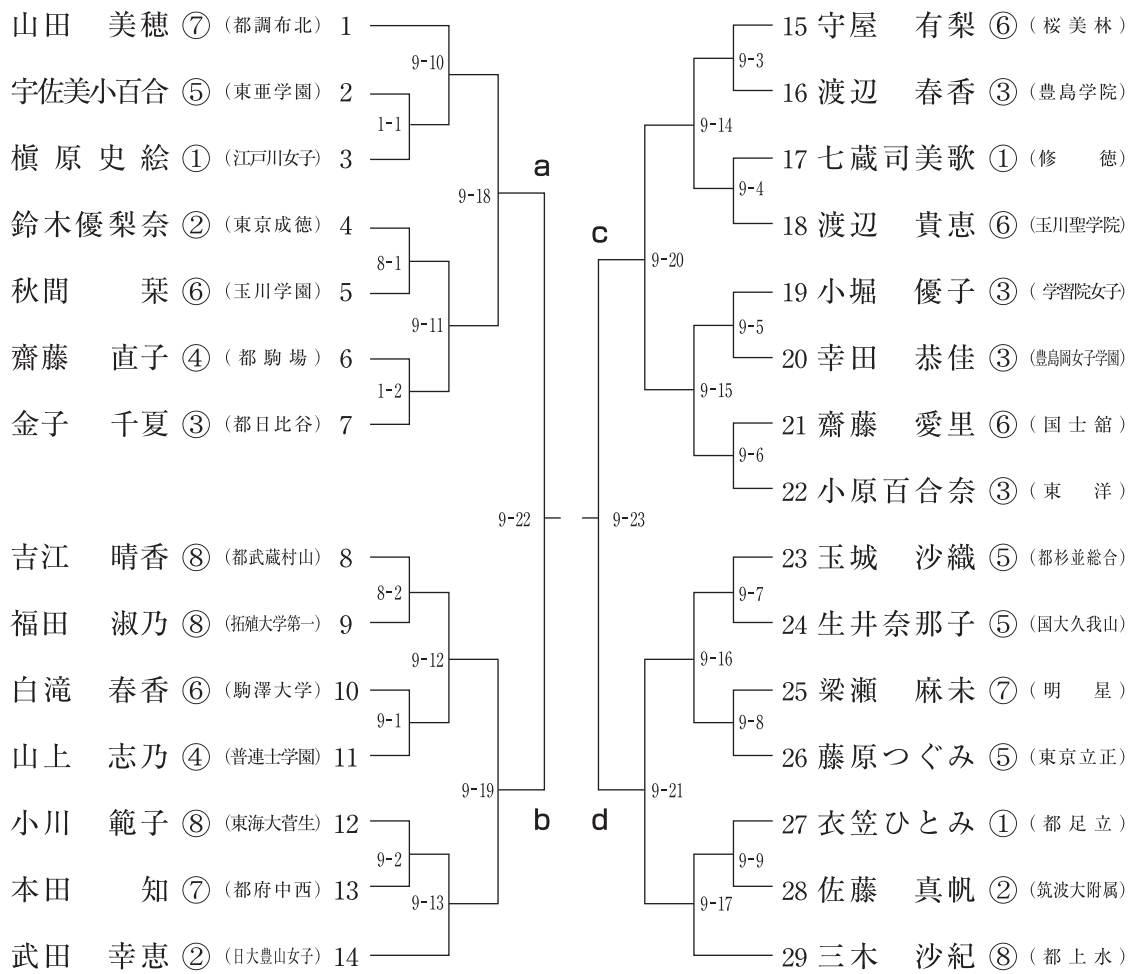 山田 美穂 ⑦ (都調布北) 1
9-10
宇佐美小百合 ⑤ (東亜学園) 2
1-1
槇原史絵 ① (江戸川女子) 3
9-18
a
鈴木優梨奈 ② (東京成徳) 4
8-1
秋間 栞 ⑥ (玉川学園) 5
9-11
齋藤 直子 ④ (都駒場) 6
1-2
金子 千夏 ③ (都日比谷) 7
9-22
吉江 晴香 ⑧ (都武蔵村山) 8
8-2
福田 淑乃 ⑧ (拓殖大学第一) 9
9-12
白滝 春香 ⑥ (駒澤大学) 10
9-1
山上 志乃 ④ (普連士学園) 11
9-19
b
小川 範子 ⑧ (東海大菅生) 12
9-2
本田 知 ⑦ (都府中西) 13
9-13
武田 幸恵 ② (日大豊山女子) 14
15 守屋 有梨 ⑥ (桜美林)
9-3
16 渡辺 春香 ③ (豊島学院)
9-14
17 七蔵司美歌 ① (修徳)
9-4
18 渡辺 貴恵 ⑥ (玉川聖学院)
c
9-20
19 小堀 優子 ③ (学習院女子)
9-5
20 幸田 恭佳 ③ (豊島岡女子学園)
9-15
21 齋藤 愛里 ⑥ (国士舘)
9-6
22 小原百合奈 ③ (東洋)
9-23
23 玉城 沙織 ⑤ (都杉並総合)
9-7
24 生井奈那子 ⑤ (国大久我山)
9-16
25 梁瀬 麻未 ⑦ (明星)
9-8
26 藤原つぐみ ⑤ (東京立正)
d
9-21
27 衣笠ひとみ ① (都足立)
9-9
28 佐藤 真帆 ② (筑波大附属)
9-17
29 三木 沙紀 ⑧ (都上水)